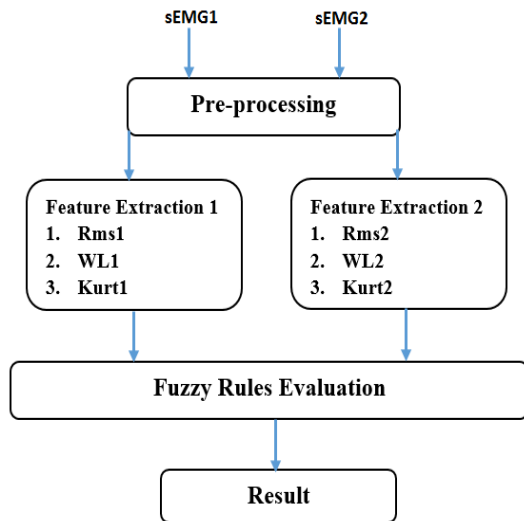 sEMG1 sEMG2
Pre-processing
Feature Extraction 1
1. Rms1
2. WL1
3. Kurt1
Feature Extraction 2
1. Rms2
2. WL2
3. Kurt2
Fuzzy Rules Evaluation
Result